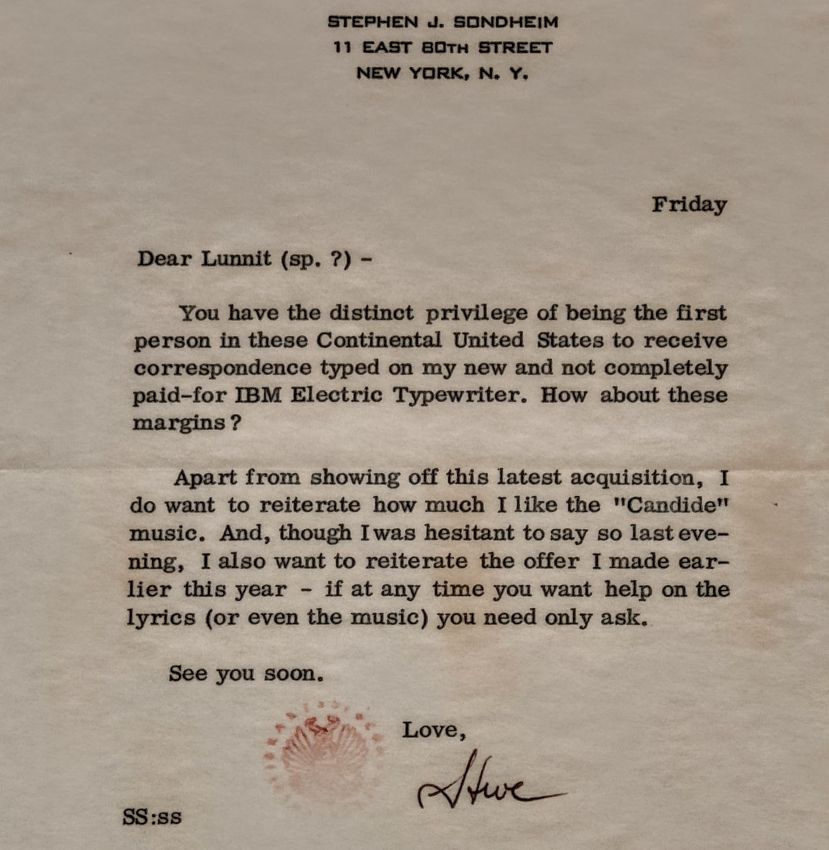 STEPHEN J. SONDHEIM
11 EAST 80TH STREET
NEW YORK, N. Y.
Friday
Dear Lunnit (sp. ?) -
You have the distinct privilege of being the first
person in these Continental United States to receive
correspondence typed on my new and not completely
paid-for IBM Electric Typewriter. How about these
margins?
Apart from showing off this latest acquisition, I
do want to reiterate how much I like the "Candide"
music. And, though I was hesitant to say so last eve-
ning, I also want to reiterate the offer I made ear-
lier this year - if at any time you want help on the
lyrics (or even the music) you need only ask.
See you soon.
Love,
Steve
SS:ss